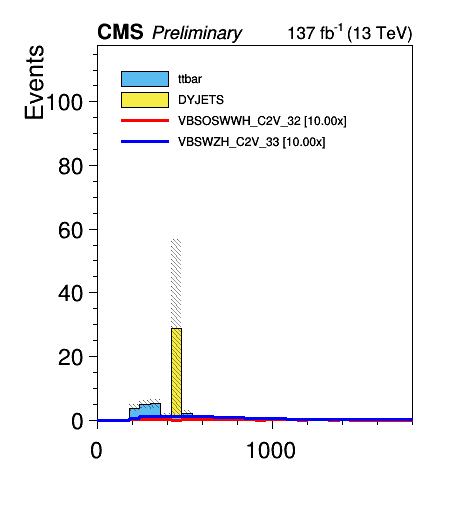 CMS Preliminary 137 fb⁻¹ (13 TeV)
Events
ttbar
DYJETS
VBSOSWWH_C2V_32 [10.00x]
VBSWZH_C2V_33 [10.00x]
100
80
60
40
20
0
0 1000